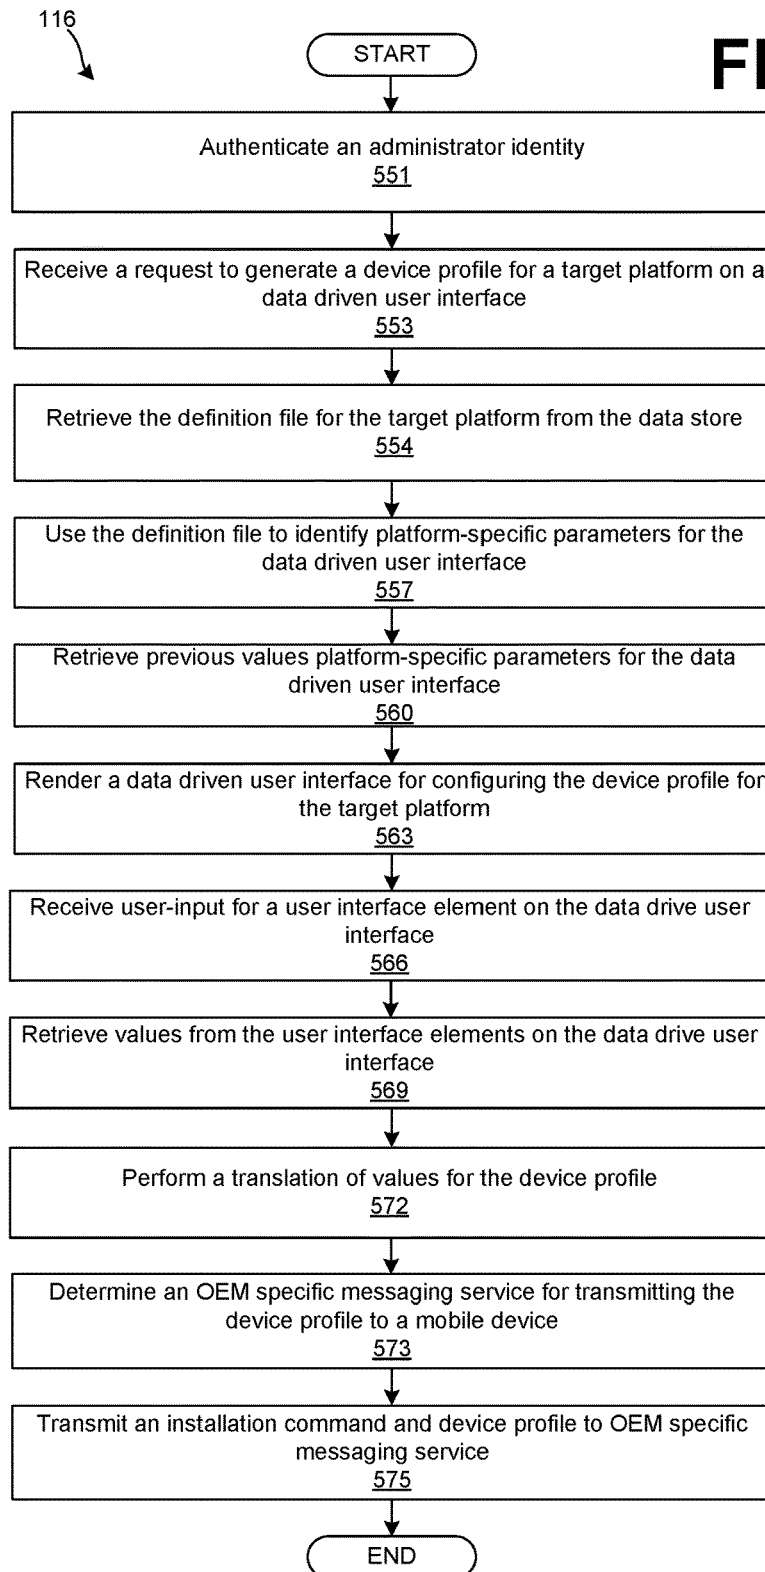 116
START
FI
Authenticate an administrator identity
551
Receive a request to generate a device profile for a target platform on a
data driven user interface
553
Retrieve the definition file for the target platform from the data store
554
Use the definition file to identify platform-specific parameters for the
data driven user interface
557
Retrieve previous values platform-specific parameters for the data
driven user interface
560
Render a data driven user interface for configuring the device profile for
the target platform
563
Receive user-input for a user interface element on the data drive user
interface
566
Retrieve values from the user interface elements on the data drive user
interface
569
Perform a translation of values for the device profile
572
Determine an OEM specific messaging service for transmitting the
device profile to a mobile device
573
Transmit an installation command and device profile to OEM specific
messaging service
575
END